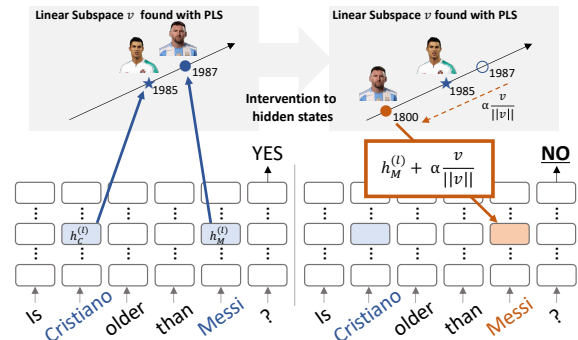 Linear Subspace v found with PLS
Linear Subspace v found with PLS
1987
1985
1987
1985
1800
α v / ||v||
Intervention to
hidden states
YES
NO
h_M^(l) + α v / ||v||
h_C^(l)
h_M^(l)
Is Cristiano older than Messi ?
Is Cristiano older than Messi ?